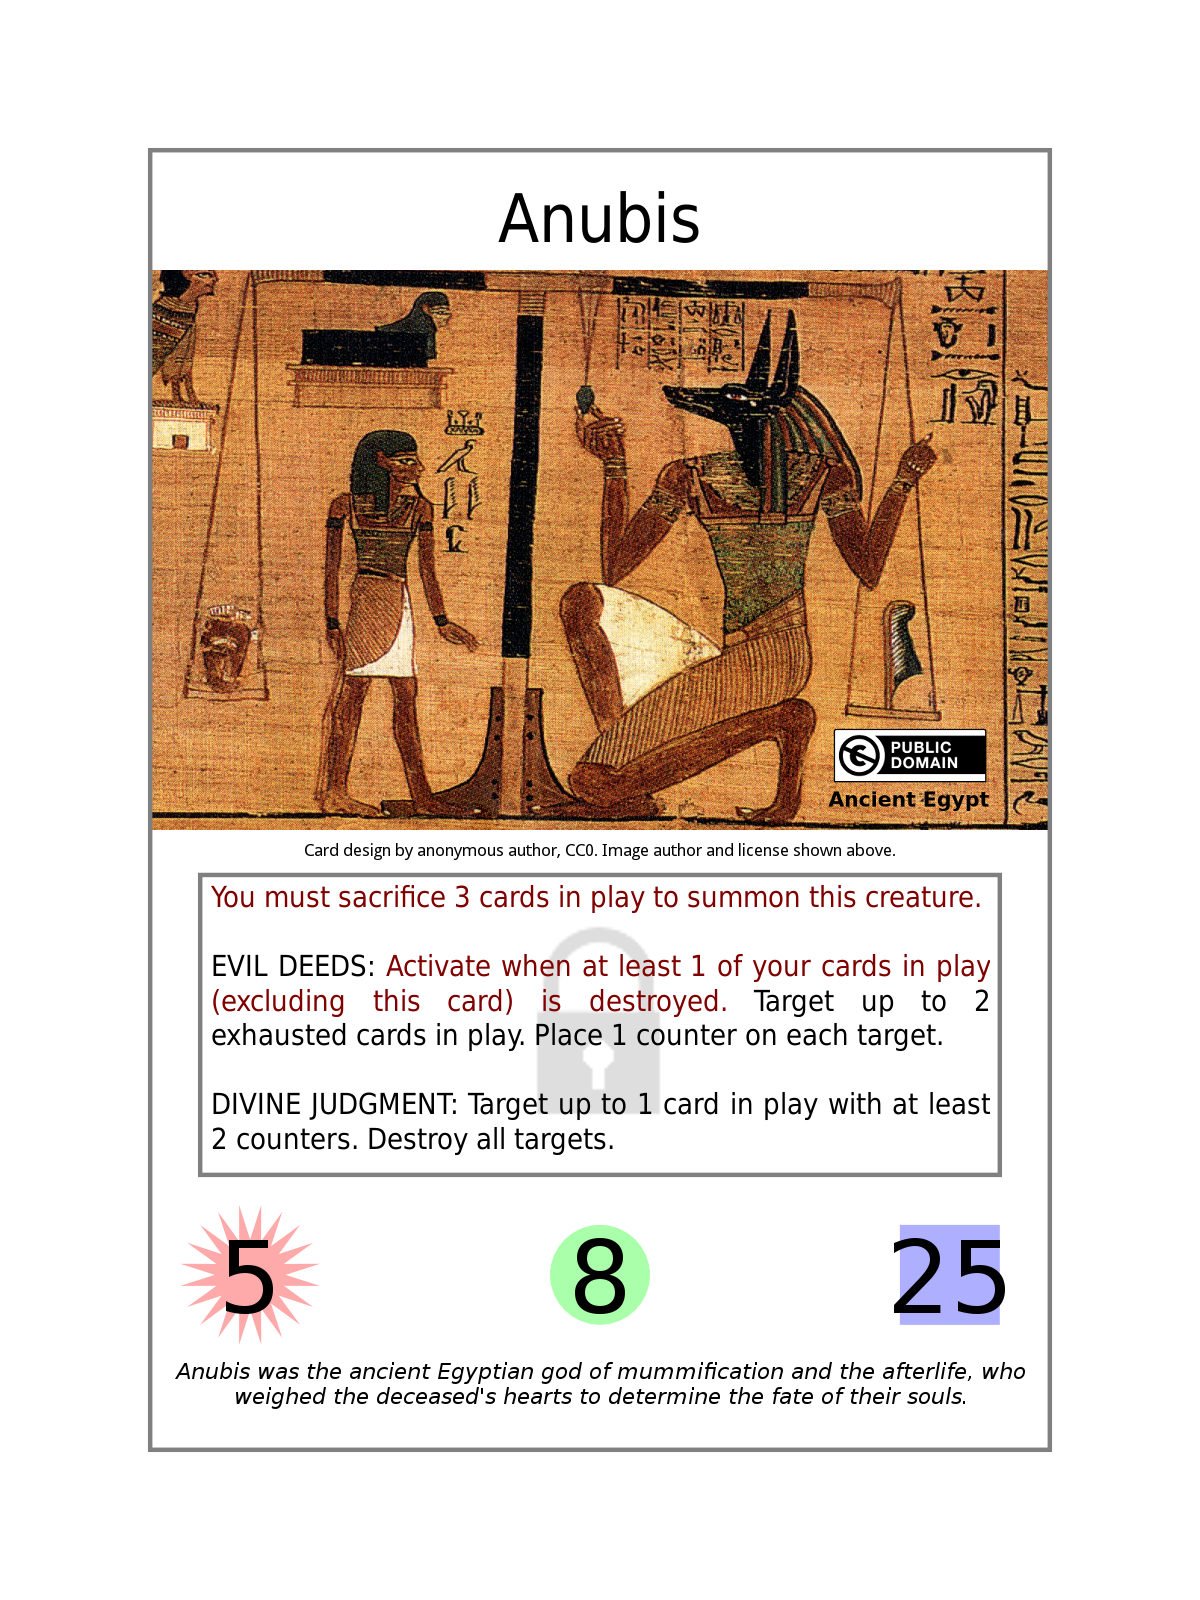 Anubis
PUBLIC
DOMAIN
Ancient Egypt
Card design by anonymous author, CC0. Image author and license shown above.
You must sacrifice 3 cards in play to summon this creature.
EVIL DEEDS: Activate when at least 1 of your cards in play
(excluding this card) is destroyed. Target up to 2
exhausted cards in play. Place 1 counter on each target.
DIVINE JUDGMENT: Target up to 1 card in play with at least
2 counters. Destroy all targets.
5
8
25
Anubis was the ancient Egyptian god of mummification and the afterlife, who
weighed the deceased's hearts to determine the fate of their souls.